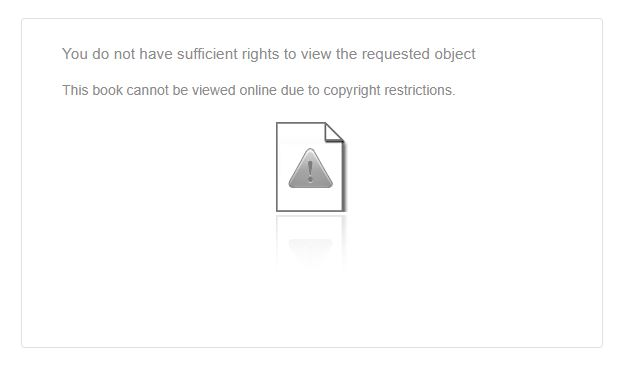 You do not have sufficient rights to view the requested object
This book cannot be viewed online due to copyright restrictions.